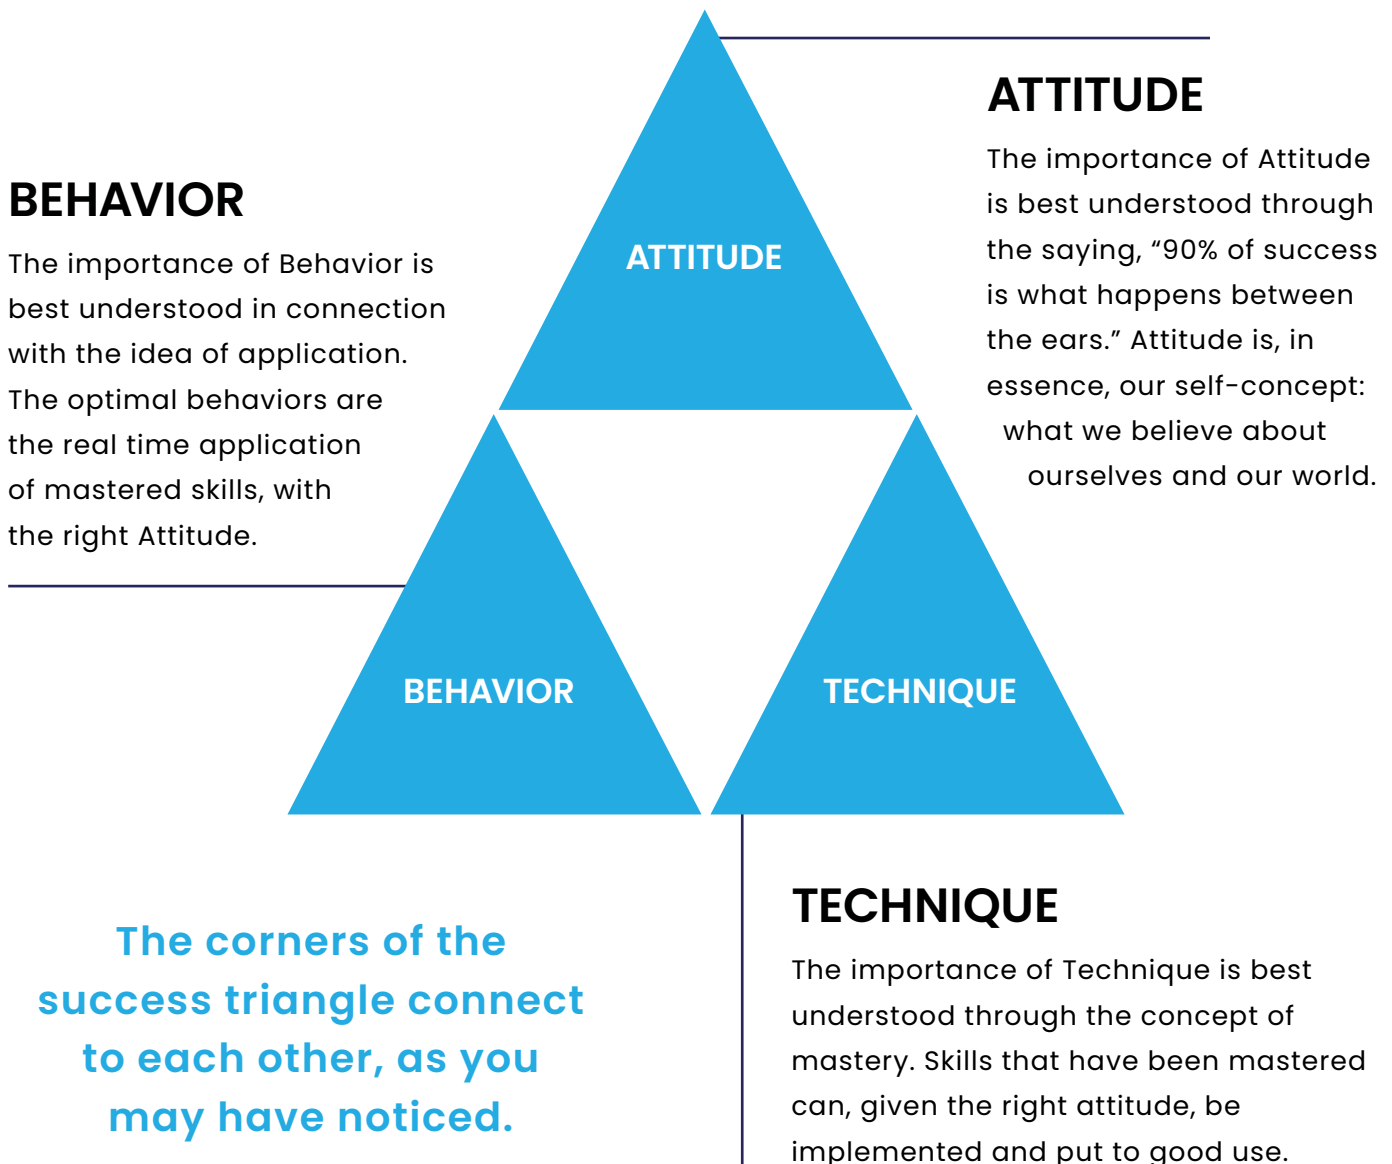 ATTITUDE
The importance of Attitude
is best understood through
the saying, “90% of success
is what happens between
the ears.” Attitude is, in
essence, our self-concept:
what we believe about
ourselves and our world.
BEHAVIOR
The importance of Behavior is
best understood in connection
with the idea of application.
The optimal behaviors are
the real time application
of mastered skills, with
the right Attitude.
ATTITUDE
BEHAVIOR
TECHNIQUE
The corners of the
success triangle connect
to each other, as you
may have noticed.
TECHNIQUE
The importance of Technique is best
understood through the concept of
mastery. Skills that have been mastered
can, given the right attitude, be
implemented and put to good use.